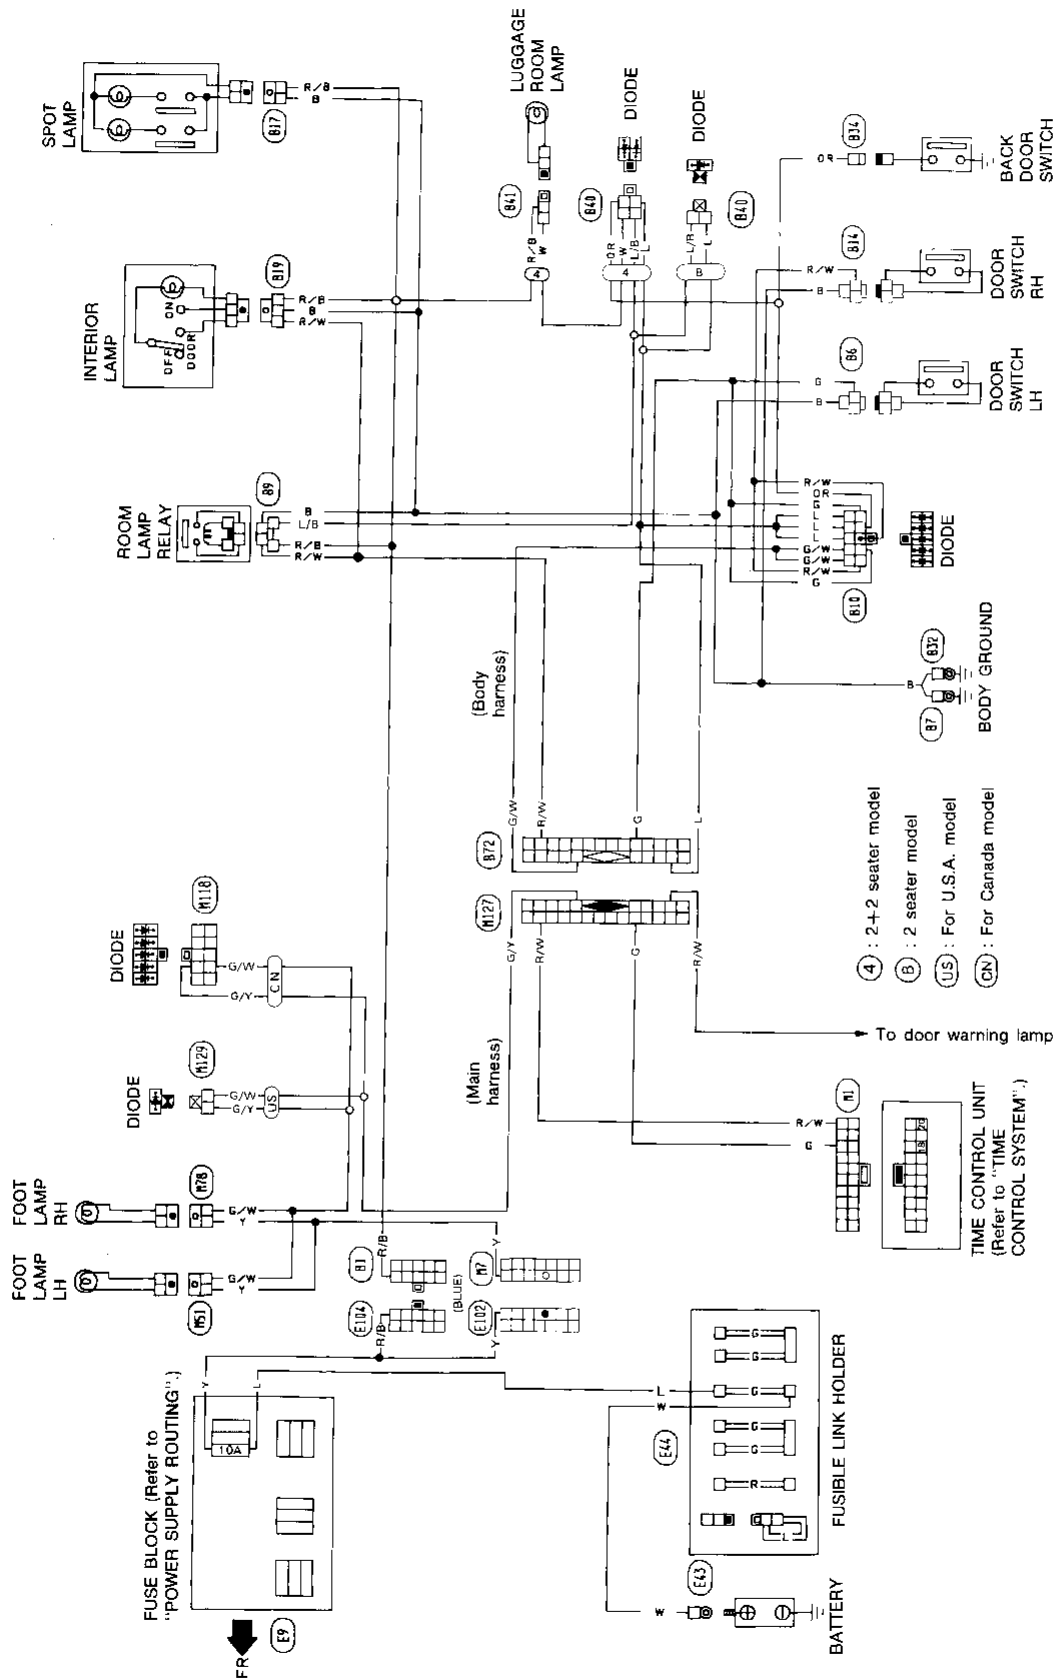 SPOT
LAMP
B17
R/B
B
INTERIOR
LAMP
OFF
DOOR
ON
B19
R/B
B
R/W
ROOM
LAMP
RELAY
B9
B
L/B
R/B
R/W
LUGGAGE
ROOM
LAMP
B41
R/B
W
4
DIODE
B40
OR
W
L/B
L
4
DIODE
B40
L/B
L
B
BACK
DOOR
SWITCH
B34
OR
DOOR
SWITCH
RH
B14
R/W
B
DOOR
SWITCH
LH
B6
G
B
R/W
OR
G
L
L
L
G/W
G/W
R/W
G
B10
DIODE
B
B7
B32
BODY GROUND
(Body
harness)
G/W
R/W
G
L
B72
M127
G/Y
R/W
G
R/W
(Main
harness)
To door warning lamp
4 : 2+2 seater model
B : 2 seater model
US : For U.S.A. model
CN : For Canada model
DIODE
M118
G/W
G/Y
CN
DIODE
M129
G/W
G/Y
US
FOOT
LAMP
RH
M78
G/W
Y
FOOT
LAMP
LH
M51
G/W
Y
R/B
B1
(BLUE)
E104
R/B
Y
M7
E102
Y
M1
R/W
G
18
20
TIME CONTROL UNIT
(Refer to "TIME
CONTROL SYSTEM".)
FUSE BLOCK (Refer to
"POWER SUPPLY ROUTING".)
10A
Y
L
E9
FR
L
W
E44
G
G
G
G
G
R
L
FUSIBLE LINK HOLDER
W
E43
BATTERY